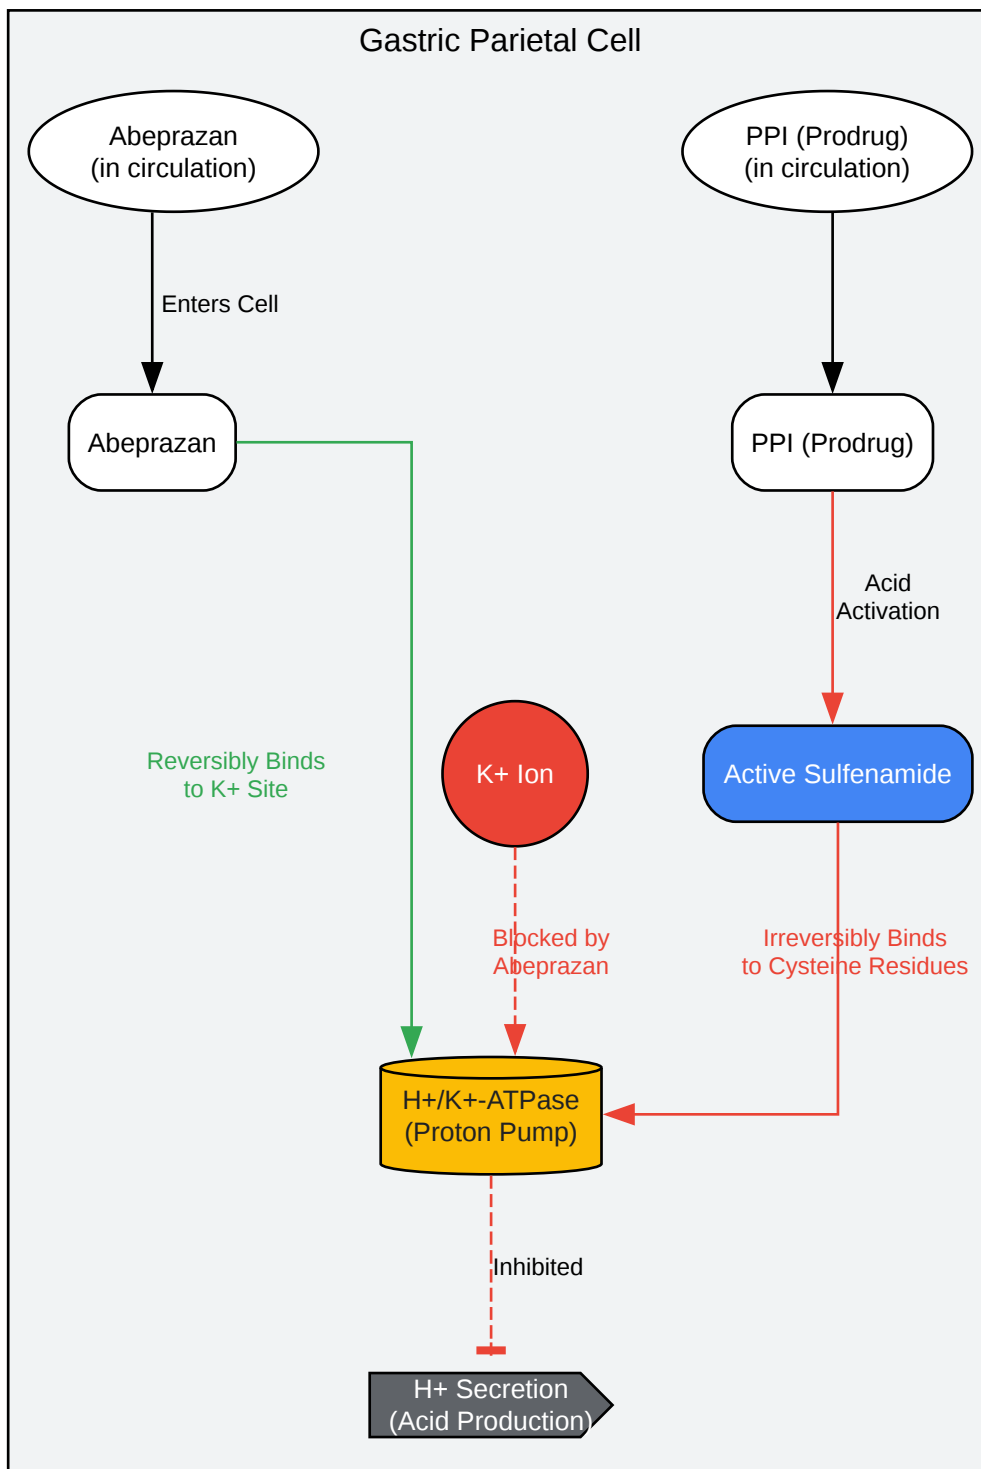 Gastric Parietal Cell
Abeprazan
(in circulation)
PPI (Prodrug)
(in circulation)
Enters Cell
Abeprazan
PPI (Prodrug)
Acid
Activation
Reversibly Binds
to K+ Site
K+ Ion
Active Sulfenamide
Blocked by
Abeprazan
Irreversibly Binds
to Cysteine Residues
H+/K+-ATPase
(Proton Pump)
Inhibited
H+ Secretion
(Acid Production)